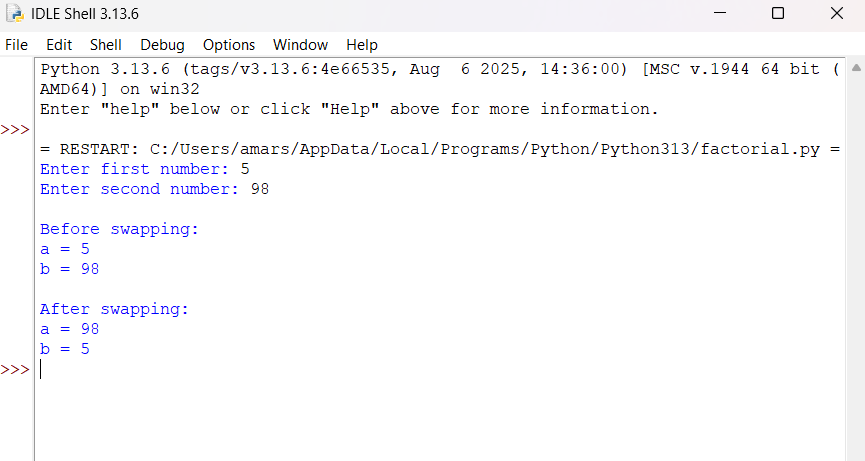 IDLE Shell 3.13.6
File Edit Shell Debug Options Window Help
Python 3.13.6 (tags/v3.13.6:4e66535, Aug  6 2025, 14:36:00) [MSC v.1944 64 bit (
AMD64)] on win32
Enter "help" below or click "Help" above for more information.
>>>
= RESTART: C:/Users/amars/AppData/Local/Programs/Python/Python313/factorial.py =
Enter first number: 5
Enter second number: 98
Before swapping:
a = 5
b = 98
After swapping:
a = 98
b = 5
>>>